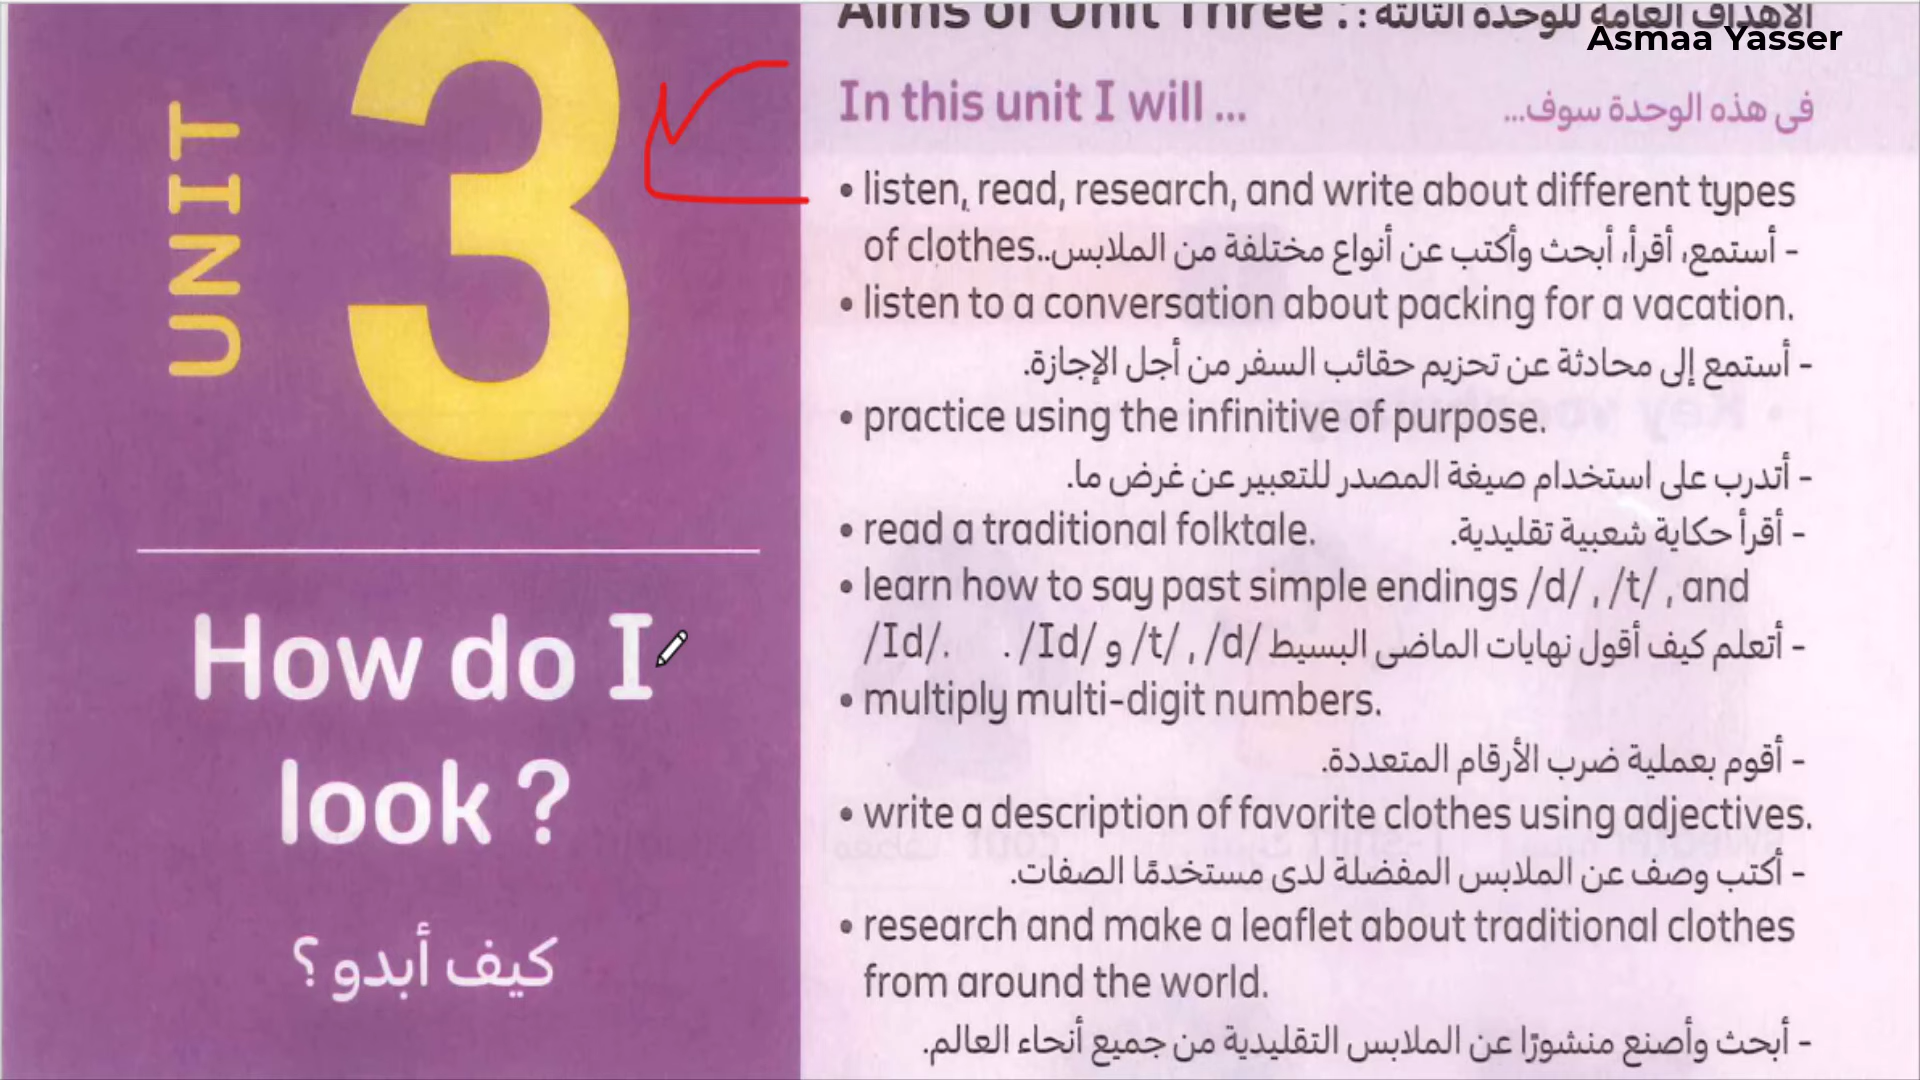 UNIT
3
How do I
look ?
كيف أبدو ؟
Aims of Unit Three : الأهداف العامة للوحدة الثالثة :
Asmaa Yasser
In this unit I will ... فى هذه الوحدة سوف...
• listen, read, research, and write about different types
of clothes. - أستمع، أقرأ، أبحث وأكتب عن أنواع مختلفة من الملابس.
• listen to a conversation about packing for a vacation.
- أستمع إلى محادثة عن تحزيم حقائب السفر من أجل الإجازة.
• practice using the infinitive of purpose.
- أتدرب على استخدام صيغة المصدر للتعبير عن غرض ما.
• read a traditional folktale. - أقرأ حكاية شعبية تقليدية.
• learn how to say past simple endings /d/ , /t/ , and
/Id/. - أتعلم كيف أقول نهايات الماضى البسيط /d/ , /t/ و /Id/ .
• multiply multi-digit numbers.
- أقوم بعملية ضرب الأرقام المتعددة.
• write a description of favorite clothes using adjectives.
- أكتب وصف عن الملابس المفضلة لدى مستخدمًا الصفات.
• research and make a leaflet about traditional clothes
from around the world.
- أبحث وأصنع منشورًا عن الملابس التقليدية من جميع أنحاء العالم.